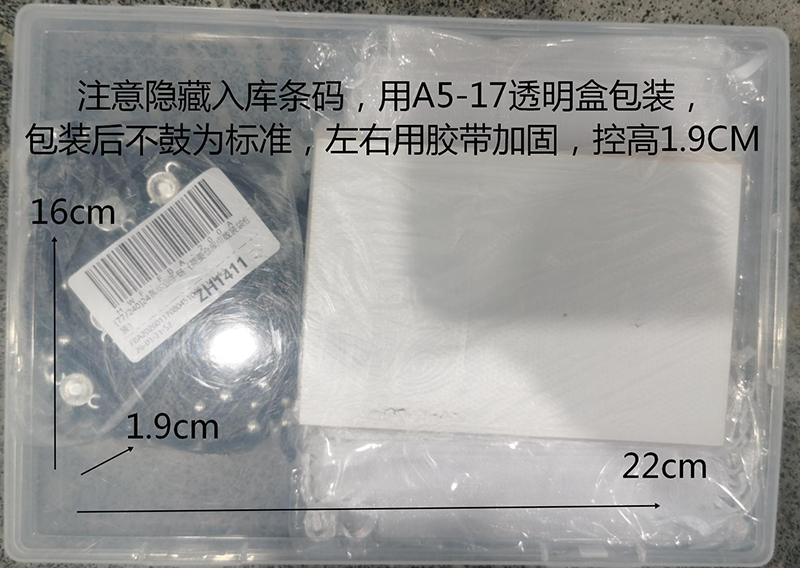 注意隐藏入库条码，用A5-17透明盒包装，
包装后不鼓为标准，左右用胶带加固，控高1.9CM
16cm
ZH1411
1.9cm
22cm